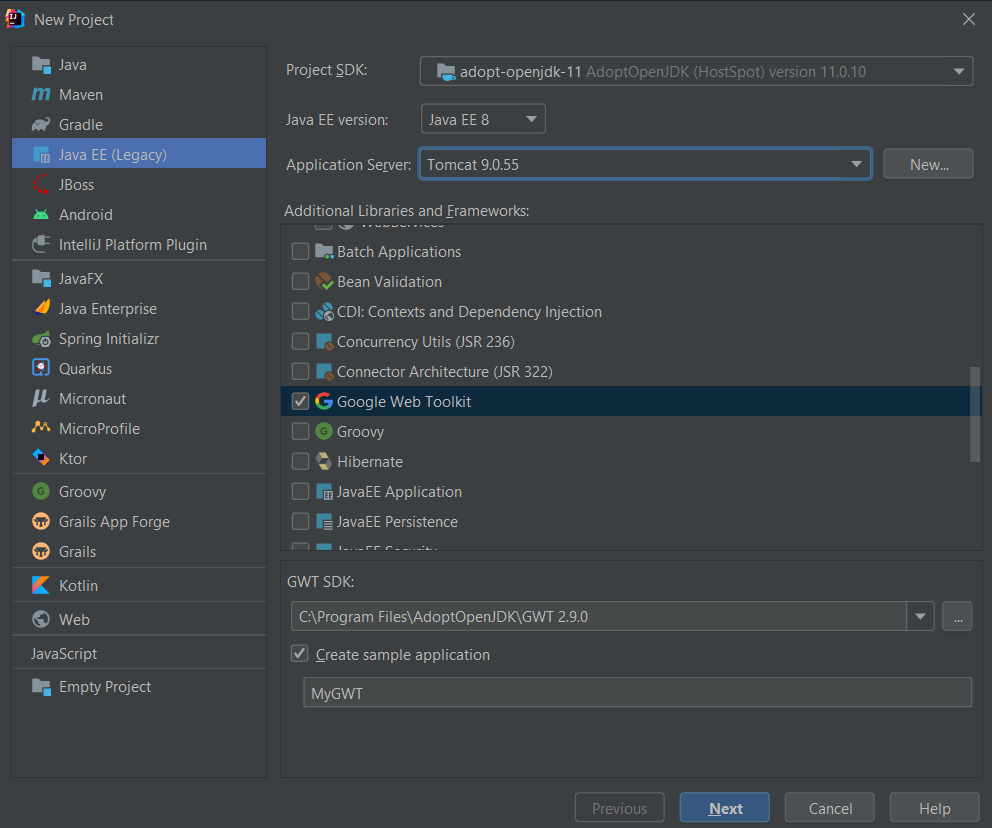 New Project
Java
Maven
Gradle
Java EE (Legacy)
JBoss
Android
IntelliJ Platform Plugin
JavaFX
Java Enterprise
Spring Initializr
Quarkus
Micronaut
MicroProfile
Ktor
Groovy
Grails App Forge
Grails
Kotlin
Web
JavaScript
Empty Project
Project SDK:
adopt-openjdk-11 AdoptOpenJDK (HostSpot) version 11.0.10
Java EE version:
Java EE 8
Application Server:
Tomcat 9.0.55
New...
Additional Libraries and Frameworks:
WebServices
Batch Applications
Bean Validation
CDI: Contexts and Dependency Injection
Concurrency Utils (JSR 236)
Connector Architecture (JSR 322)
Google Web Toolkit
Groovy
Hibernate
JavaEE Application
JavaEE Persistence
JavaEE Security
GWT SDK:
C:\Program Files\AdoptOpenJDK\GWT 2.9.0
...
Create sample application
MyGWT
Previous
Next
Cancel
Help